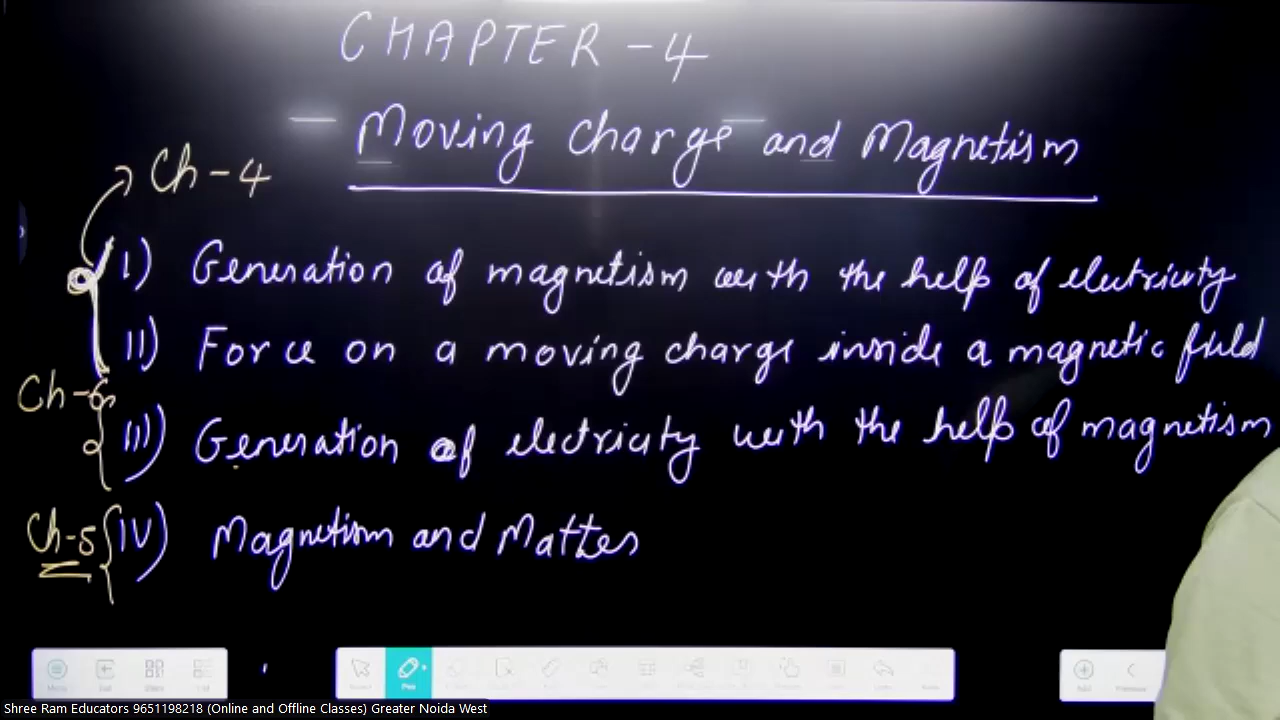 CHAPTER - 4
Moving Charge and Magnetism
Ch - 4
I) Generation of magnetism with the help of electricity
II) Force on a moving charge inside a magnetic field
Ch - 6
III) Generation of electricity with the help of magnetism
Ch-5 IV) Magnetism and Matter
Pen
Shree Ram Educators 9651198218 (Online and Offline Classes) Greater Noida West